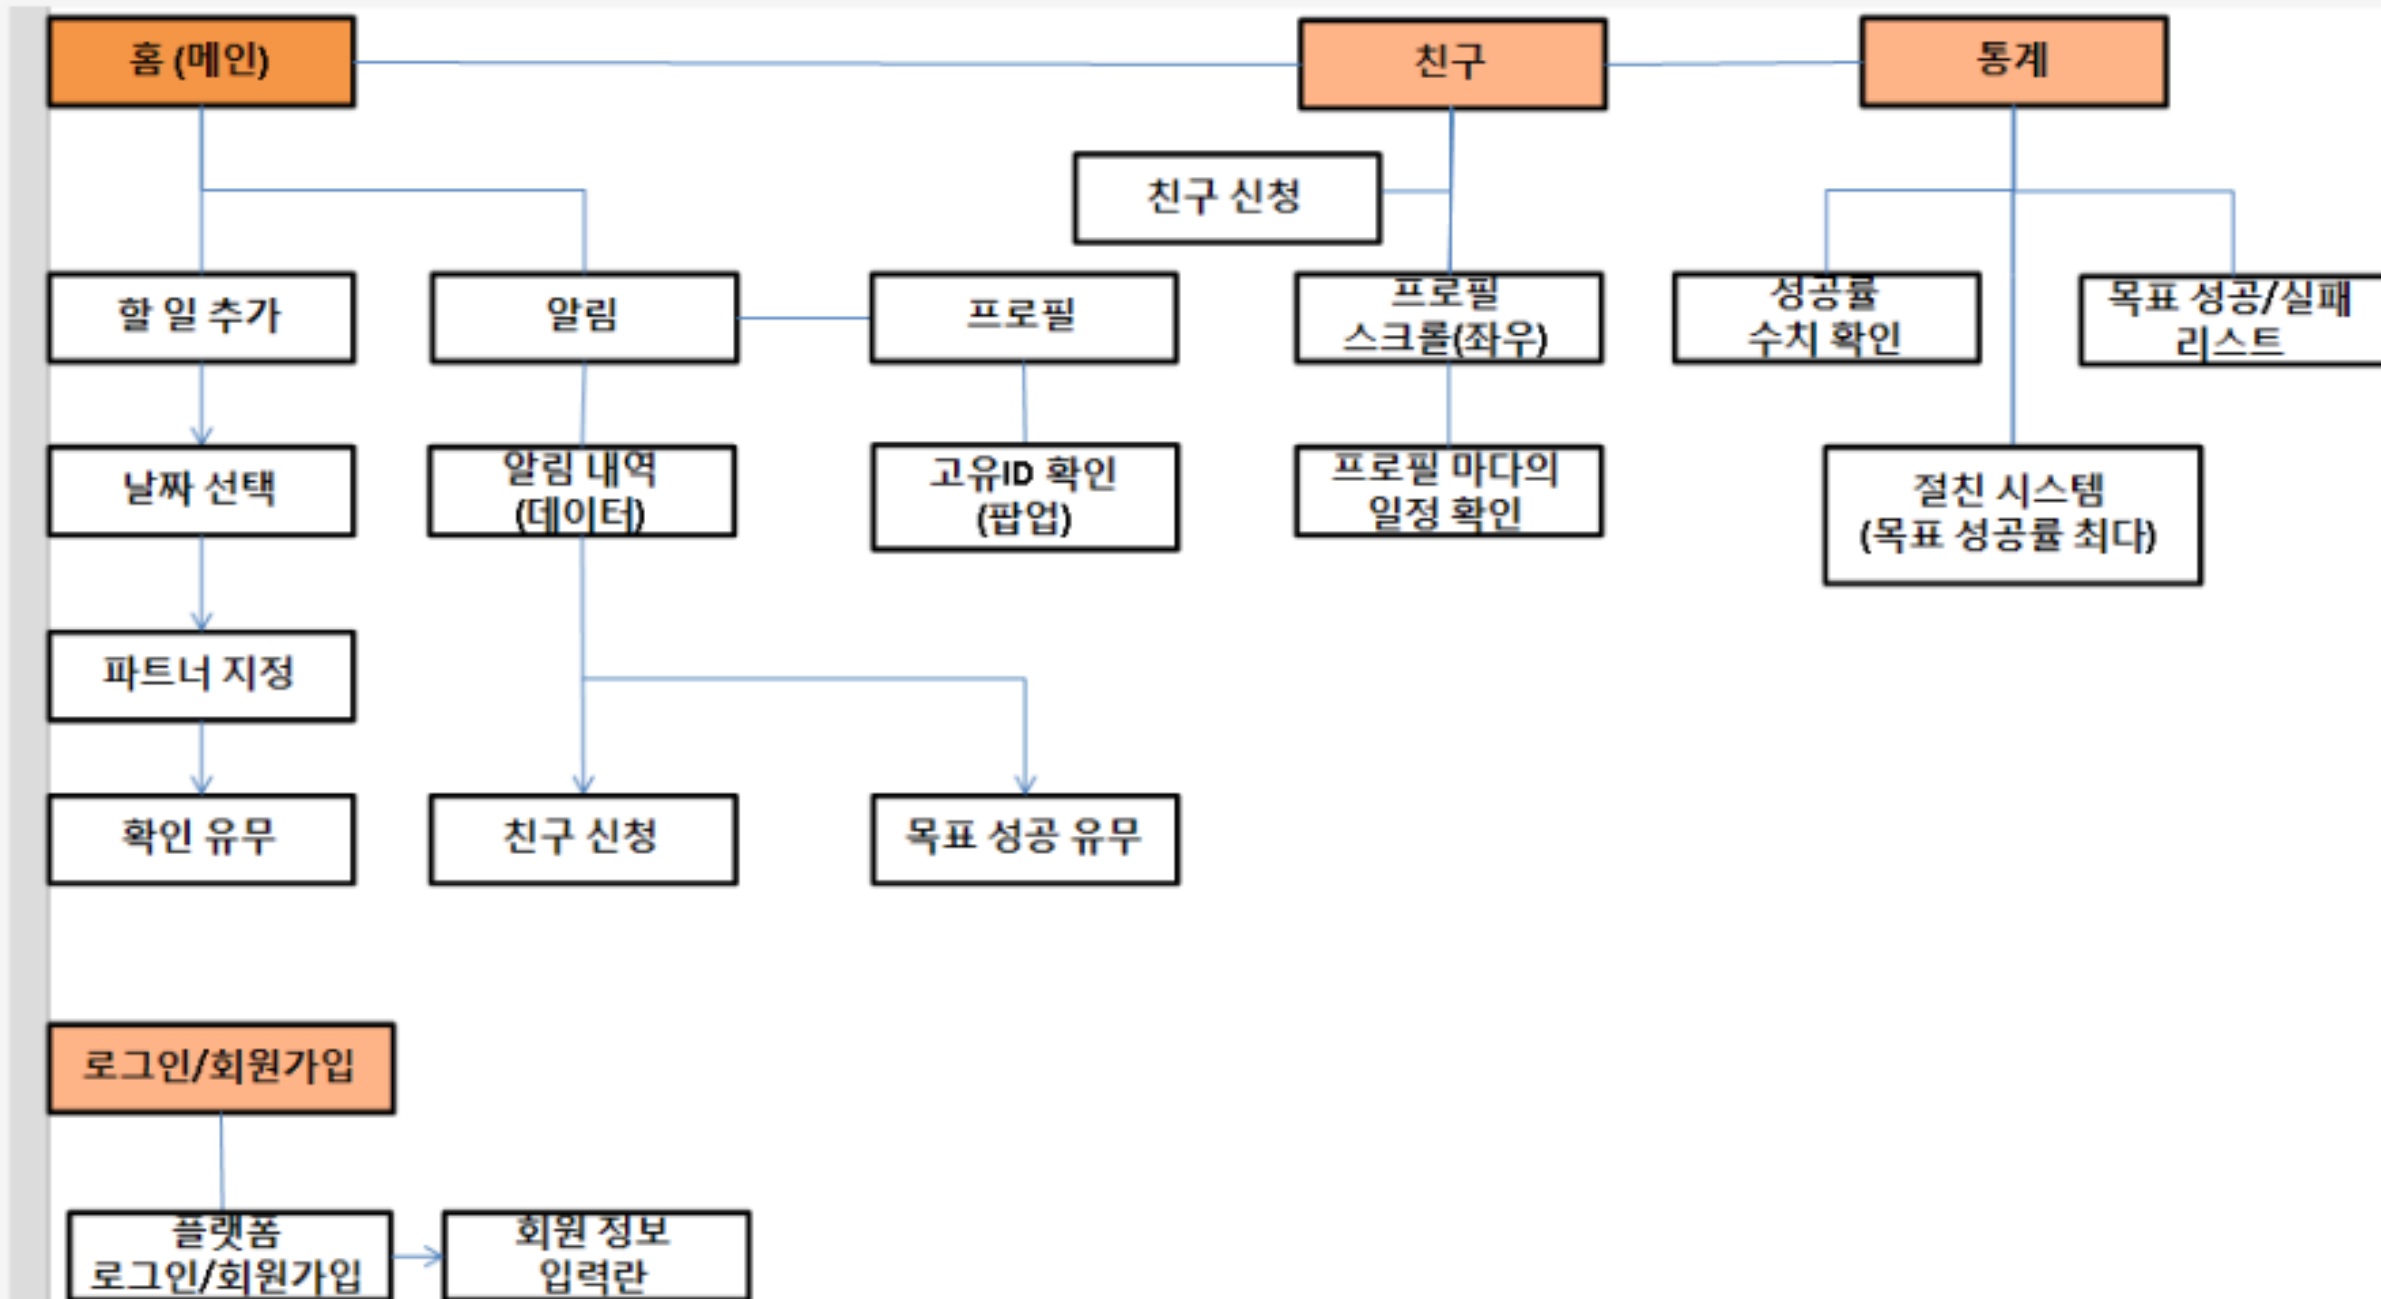 홈 (메인)
친구
통계
친구 신청
할 일 추가
알림
프로필
프로필
스크롤(좌우)
성공률
수치 확인
목표 성공/실패
리스트
날짜 선택
알림 내역
(데이터)
고유ID 확인
(팝업)
프로필 마다의
일정 확인
절친 시스템
(목표 성공률 최다)
파트너 지정
확인 유무
친구 신청
목표 성공 유무
로그인/회원가입
플랫폼
로그인/회원가입
회원 정보
입력란